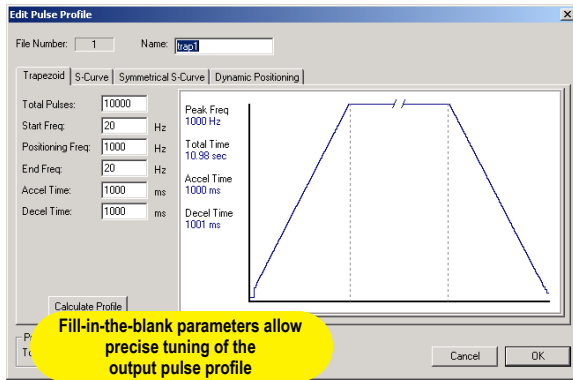 Edit Pulse Profile
File Number: 1 Name: trap1
Trapezoid S-Curve Symmetrical S-Curve Dynamic Positioning
Total Pulses: 10000
Start Freq: 20 Hz
Positioning Freq: 1000 Hz
End Freq: 20 Hz
Accel Time: 1000 ms
Decel Time: 1000 ms
Peak Freq
1000 Hz
Total Time
10.98 sec
Accel Time
1000 ms
Decel Time
1001 ms
Calculate Profile
Fill-in-the-blank parameters allow
precise tuning of the
output pulse profile
Cancel OK